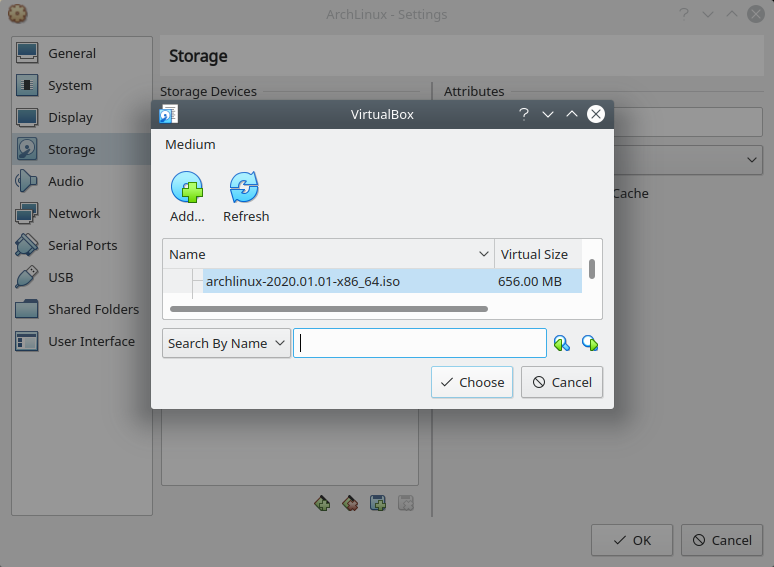 ArchLinux - Settings
General
System
Display
Storage
Audio
Network
Serial Ports
USB
Shared Folders
User Interface
Storage
Storage Devices
Attributes
Cache
VirtualBox
Medium
Add...
Refresh
Name
Virtual Size
archlinux-2020.01.01-x86_64.iso
656.00 MB
Search By Name
Choose
Cancel
OK
Cancel